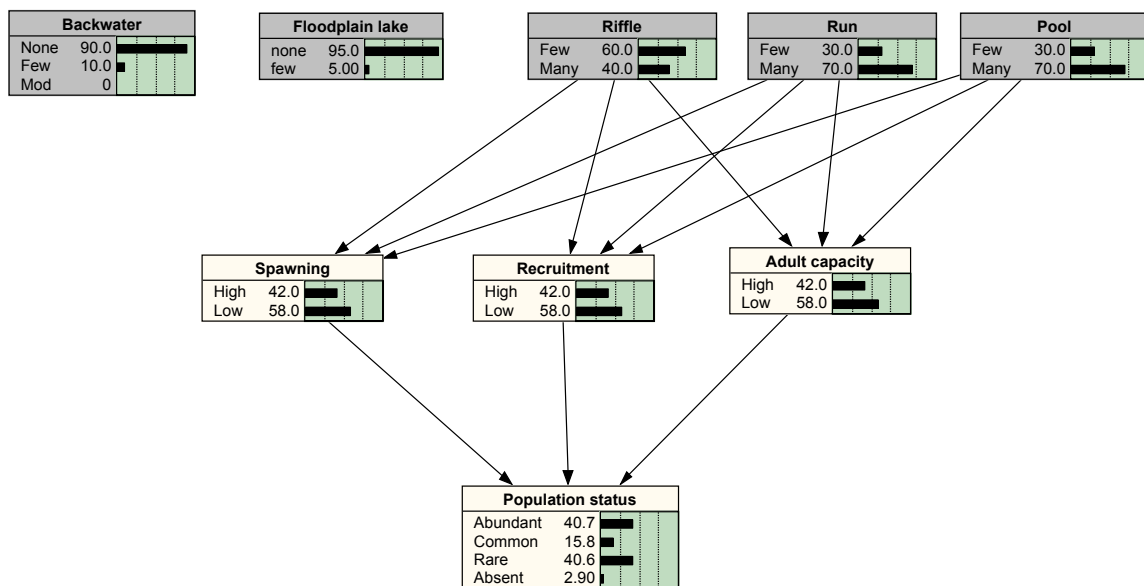 Backwater
None 90.0
Few 10.0
Mod 0
Floodplain lake
none 95.0
few 5.00
Riffle
Few 60.0
Many 40.0
Run
Few 30.0
Many 70.0
Pool
Few 30.0
Many 70.0
Spawning
High 42.0
Low 58.0
Recruitment
High 42.0
Low 58.0
Adult capacity
High 42.0
Low 58.0
Population status
Abundant 40.7
Common 15.8
Rare 40.6
Absent 2.90